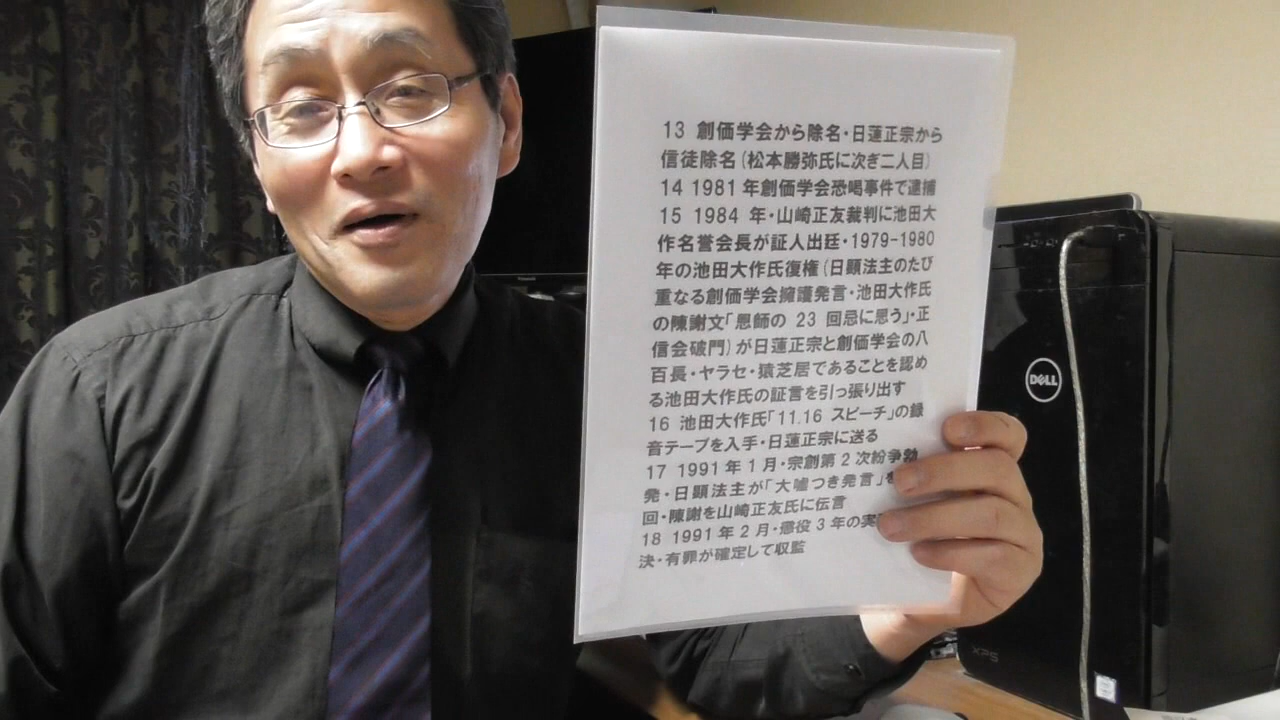 13 創価学会から除名・日蓮正宗から
信徒除名(松本勝弥氏に次ぎ二人目)
14 1981年創価学会恐喝事件で逮捕
15 1984 年・山崎正友裁判に池田大
作名誉会長が証人出廷・1979-1980
年の池田大作氏復権(日顕法主のたび
重なる創価学会擁護発言・池田大作氏
の陳謝文「恩師の 23 回忌に思う」・正
信会破門)が日蓮正宗と創価学会の八
百長・ヤラセ・猿芝居であることを認め
る池田大作氏の証言を引っ張り出す
16 池田大作氏「11.16 スピーチ」の録
音テープを入手・日蓮正宗に送る
17 1991 年 1 月・宗創第 2 次紛争勃
発・日顕法主が「大嘘つき発言」を
回・陳謝を山崎正友氏に伝言
18 1991 年 2 月・懲役 3 年の実
決・有罪が確定して収監
DELL
XPS